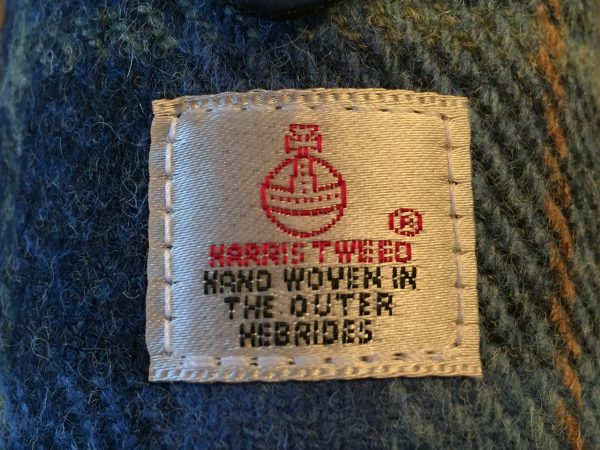 ®
HARRIS TWEED
HAND WOVEN IN
THE OUTER
HEBRIDES